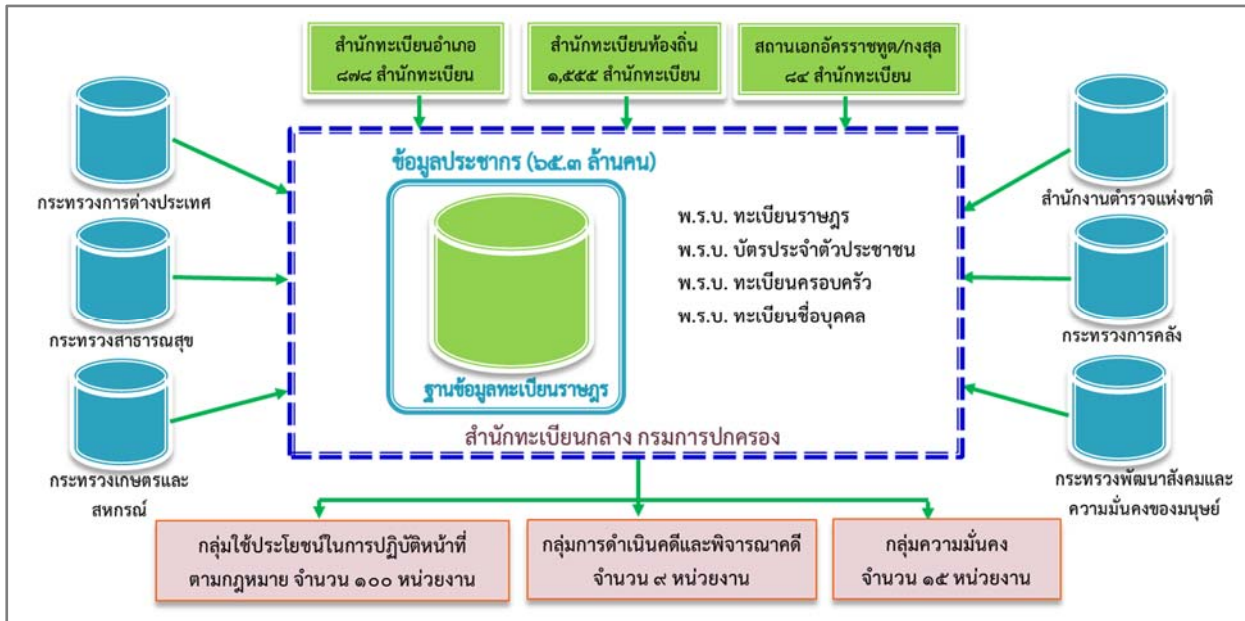 สำนักทะเบียนอำเภอ
๘๗๘ สำนักทะเบียน
สำนักทะเบียนท้องถิ่น
๑,๕๕๕ สำนักทะเบียน
สถานเอกอัครราชทูต/กงสุล
๘๔ สำนักทะเบียน
กระทรวงการต่างประเทศ
กระทรวงสาธารณสุข
กระทรวงเกษตรและ
สหกรณ์
ข้อมูลประชากร (๖๕.๓ ล้านคน)
ฐานข้อมูลทะเบียนราษฎร
พ.ร.บ. ทะเบียนราษฎร
พ.ร.บ. บัตรประจำตัวประชาชน
พ.ร.บ. ทะเบียนครอบครัว
พ.ร.บ. ทะเบียนชื่อบุคคล
สำนักทะเบียนกลาง กรมการปกครอง
สำนักงานตำรวจแห่งชาติ
กระทรวงการคลัง
กระทรวงพัฒนาสังคมและ
ความมั่นคงของมนุษย์
กลุ่มใช้ประโยชน์ในการปฏิบัติหน้าที่
ตามกฎหมาย จำนวน ๑๐๐ หน่วยงาน
กลุ่มการดำเนินคดีและพิจารณาคดี
จำนวน ๙ หน่วยงาน
กลุ่มความมั่นคง
จำนวน ๑๕ หน่วยงาน